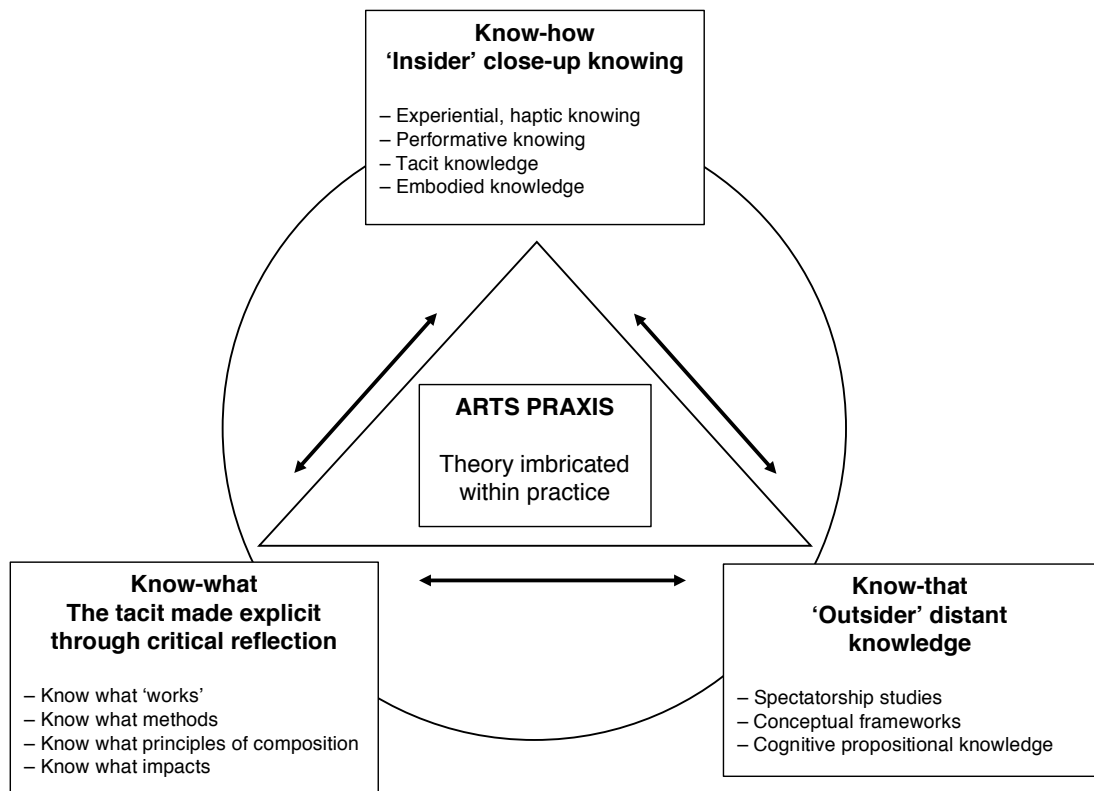 Know-how
‘Insider’ close-up knowing
– Experiential, haptic knowing
– Performative knowing
– Tacit knowledge
– Embodied knowledge
ARTS PRAXIS
Theory imbricated
within practice
Know-what
The tacit made explicit
through critical reflection
– Know what ‘works’
– Know what methods
– Know what principles of composition
– Know what impacts
Know-that
‘Outsider’ distant
knowledge
– Spectatorship studies
– Conceptual frameworks
– Cognitive propositional knowledge